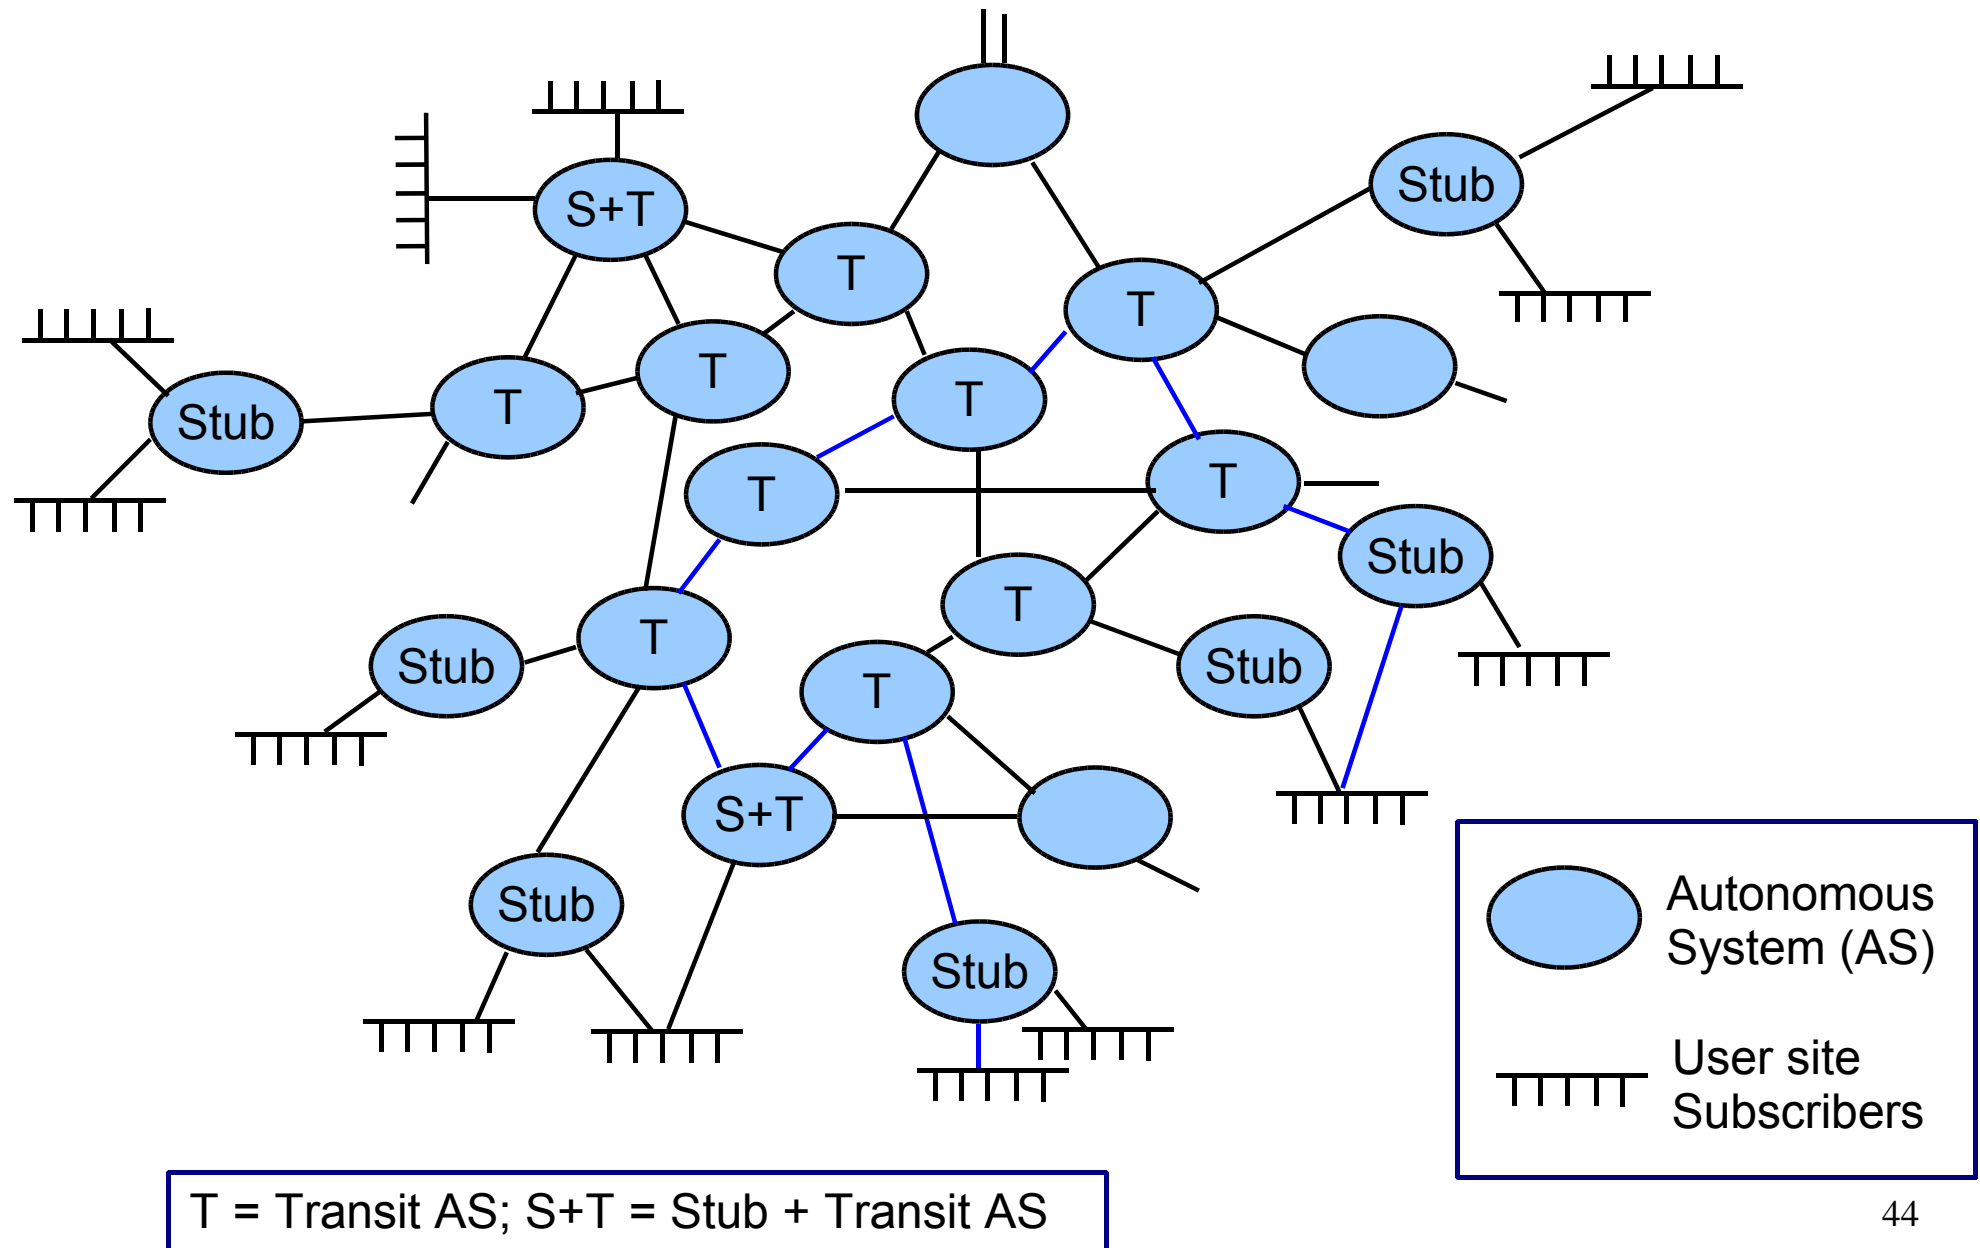 S+T
Stub
T
T
T
T
Stub
T
T
T
T
Stub
T
T
Stub
Stub
T
S+T
Stub
Stub
Autonomous
System (AS)
User site
Subscribers
T = Transit AS; S+T = Stub + Transit AS
44